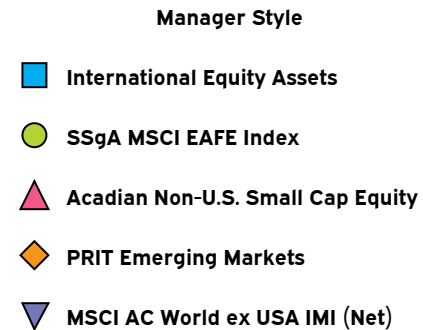 Manager Style
International Equity Assets
SSgA MSCI EAFE Index
Acadian Non-U.S. Small Cap Equity
PRIT Emerging Markets
MSCI AC World ex USA IMI (Net)